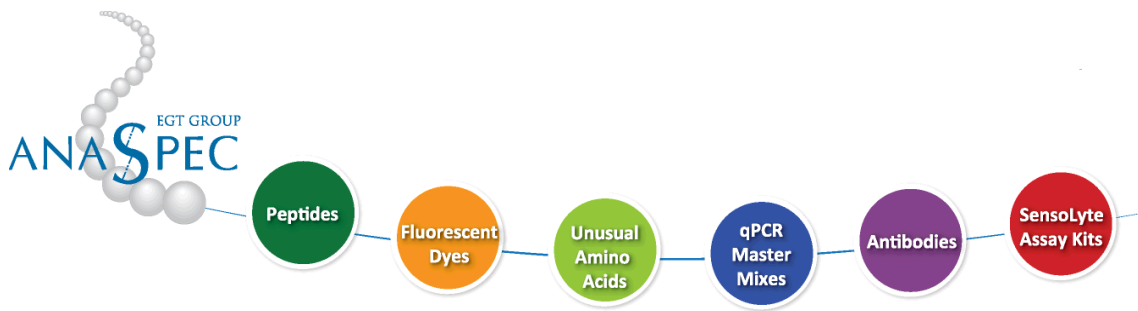 EGT GROUP
ANASPEC
Peptides
Fluorescent
Dyes
Unusual
Amino
Acids
qPCR
Master
Mixes
Antibodies
SensoLyte
Assay Kits